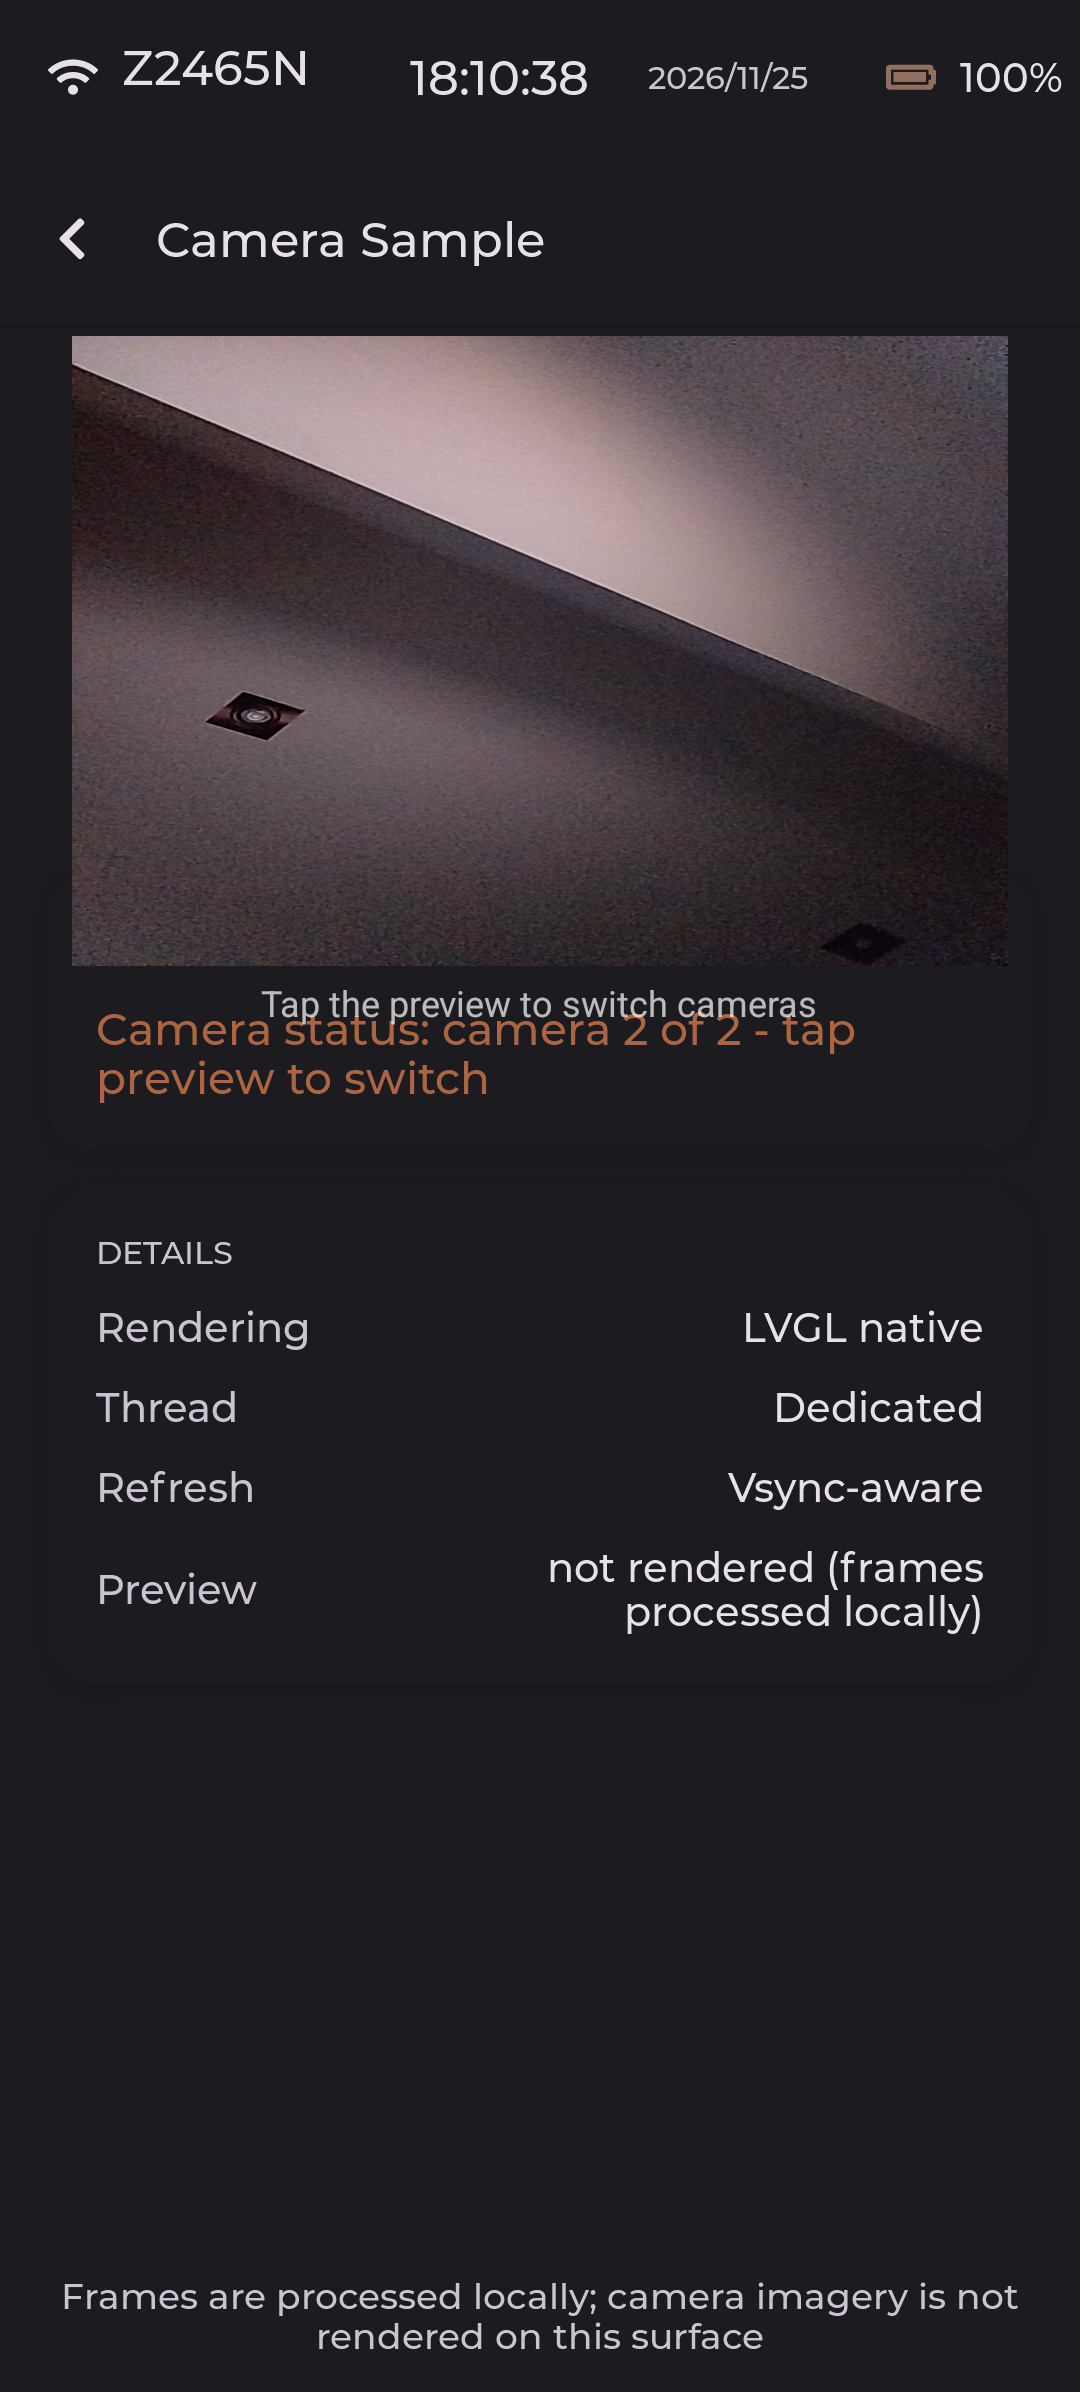 Z2465N 18:10:38 2026/11/25 100%
Camera Sample
Tap the preview to switch cameras
Camera status: camera 2 of 2 - tap
preview to switch
DETAILS
Rendering LVGL native
Thread Dedicated
Refresh Vsync-aware
Preview not rendered (frames
processed locally)
Frames are processed locally; camera imagery is not
rendered on this surface